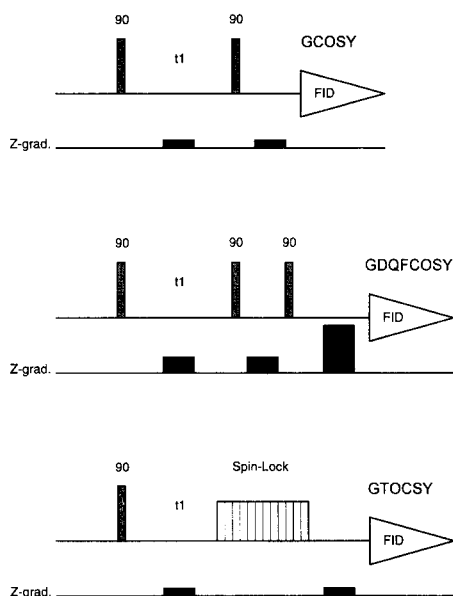 90
90
GCOSY
t1
FID
Z-grad.
90
90
90
GDQFCOSY
t1
FID
Z-grad.
90
Spin-Lock
GTOCSY
t1
FID
Z-grad.